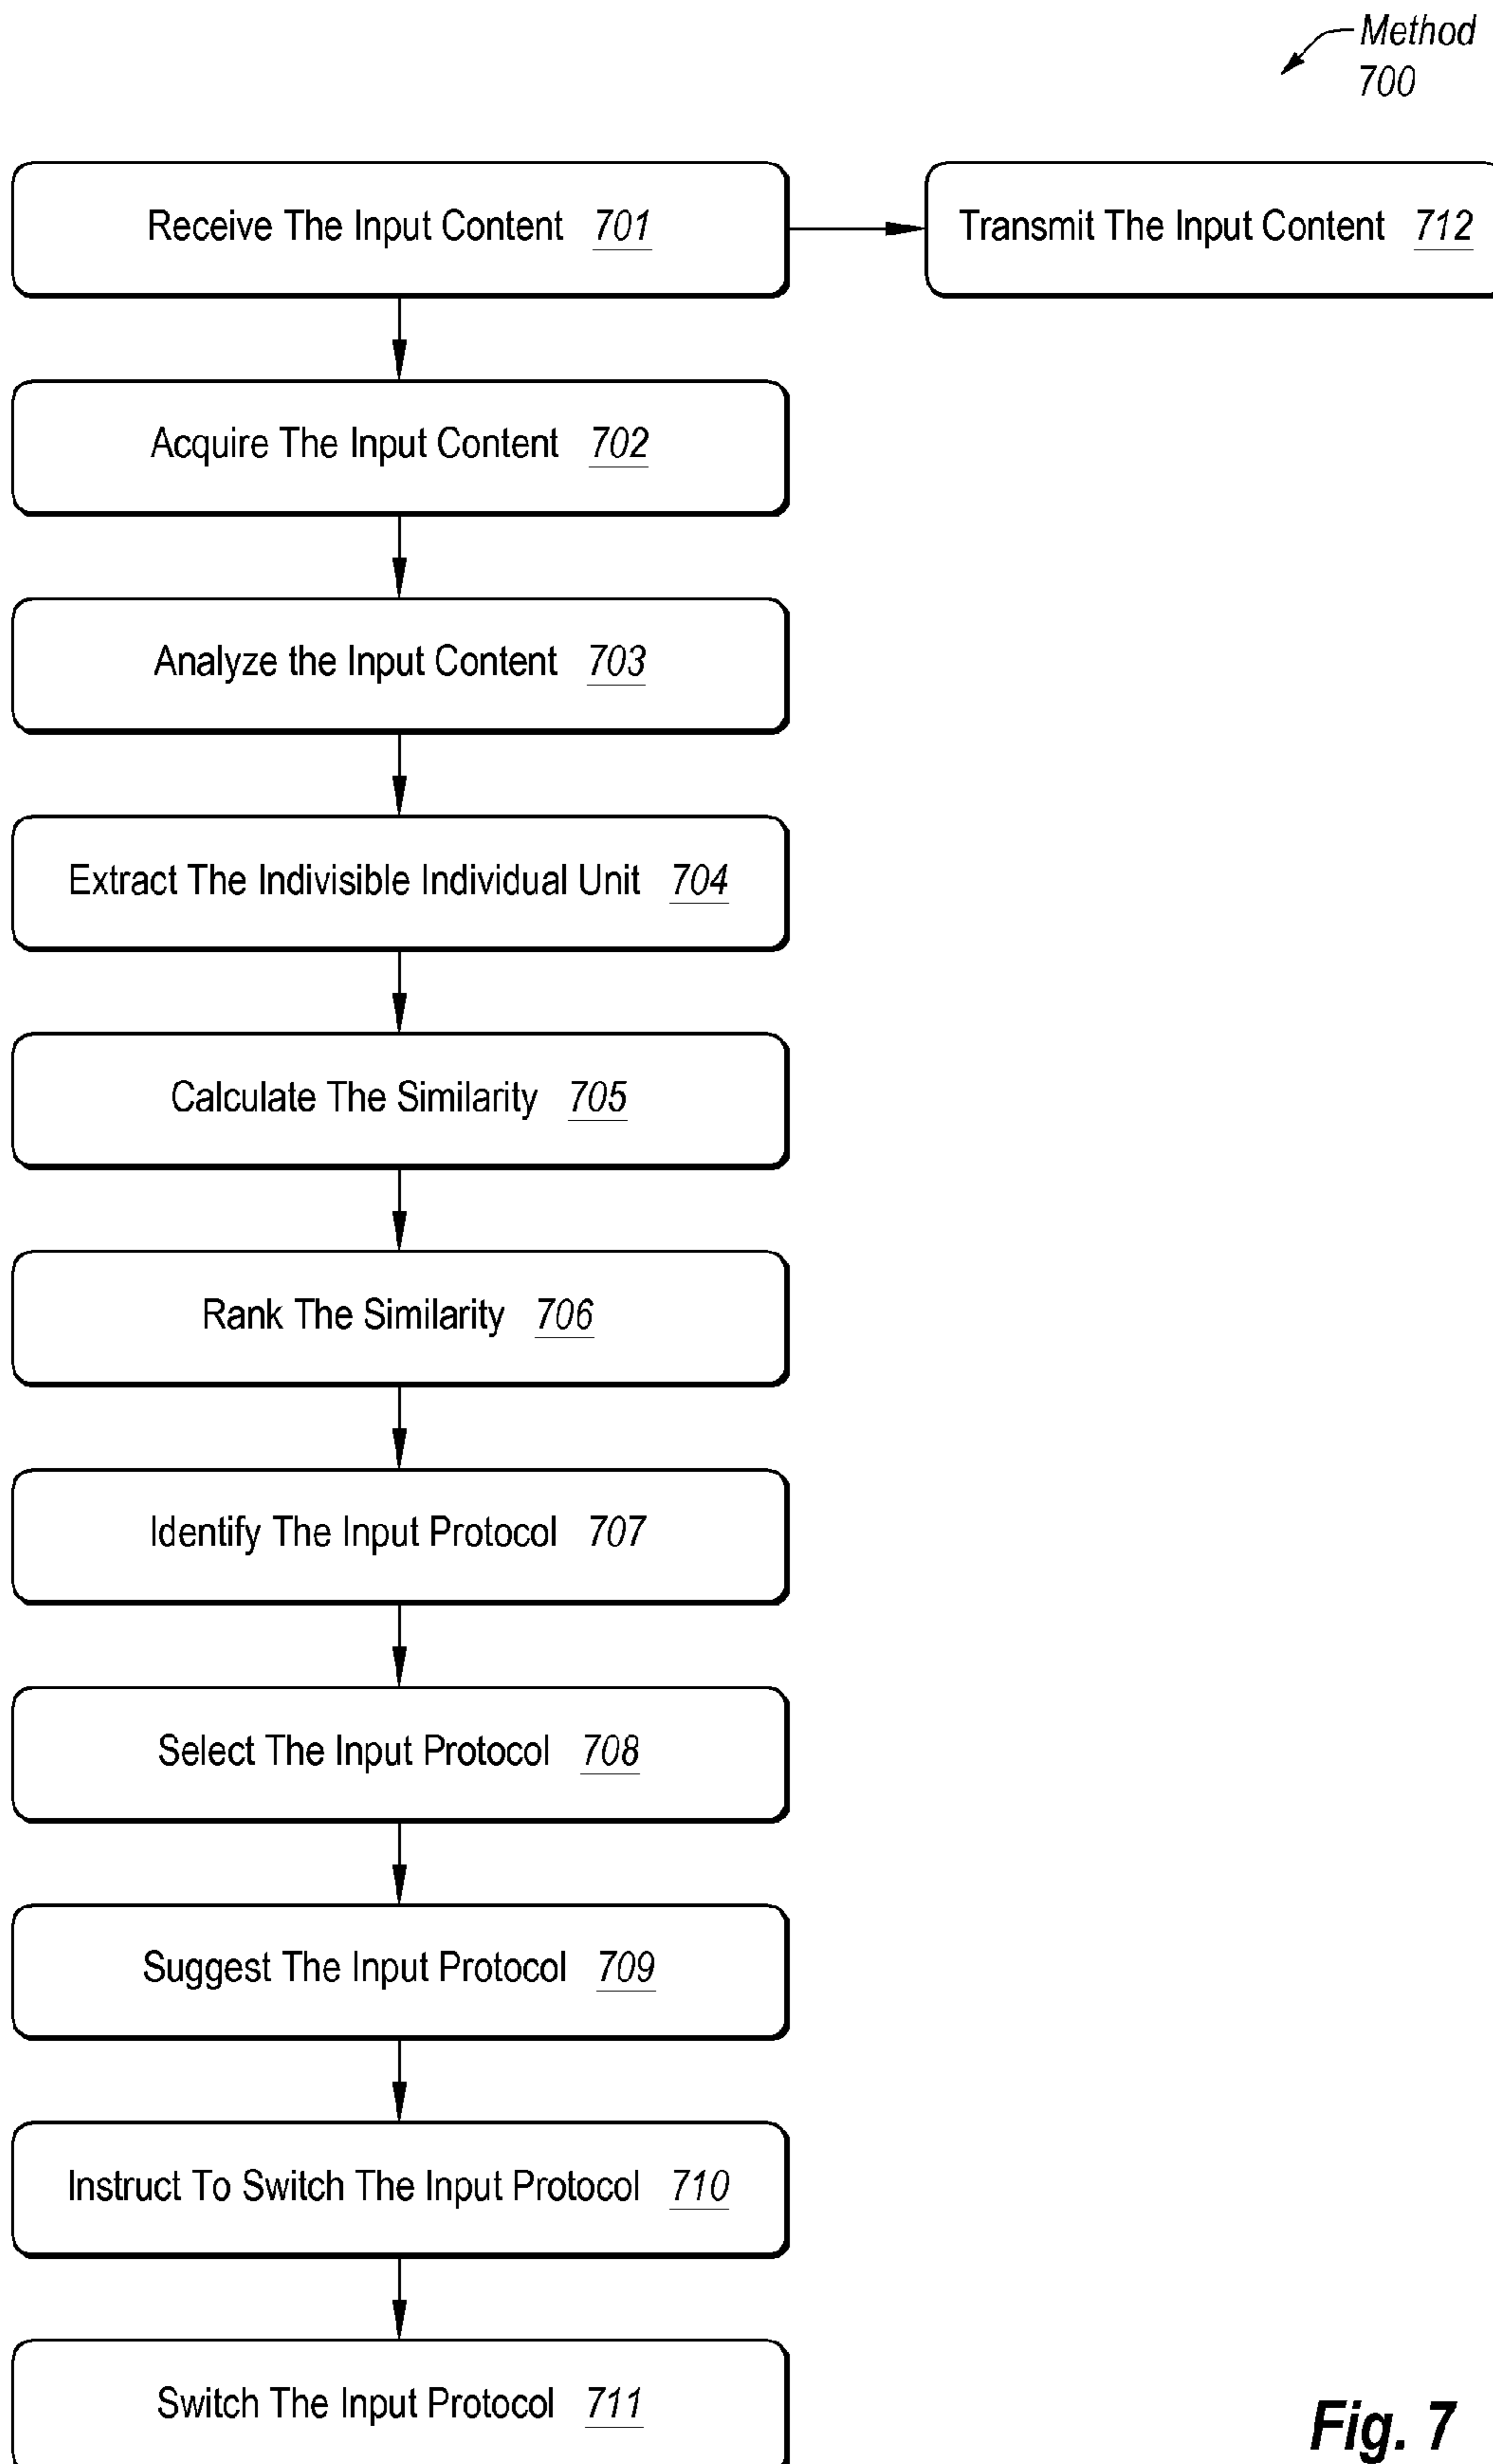 Method
700
Receive The Input Content 701
Transmit The Input Content 712
Acquire The Input Content 702
Analyze the Input Content 703
Extract The Indivisible Individual Unit 704
Calculate The Similarity 705
Rank The Similarity 706
Identify The Input Protocol 707
Select The Input Protocol 708
Suggest The Input Protocol 709
Instruct To Switch The Input Protocol 710
Switch The Input Protocol 711
Fig. 7